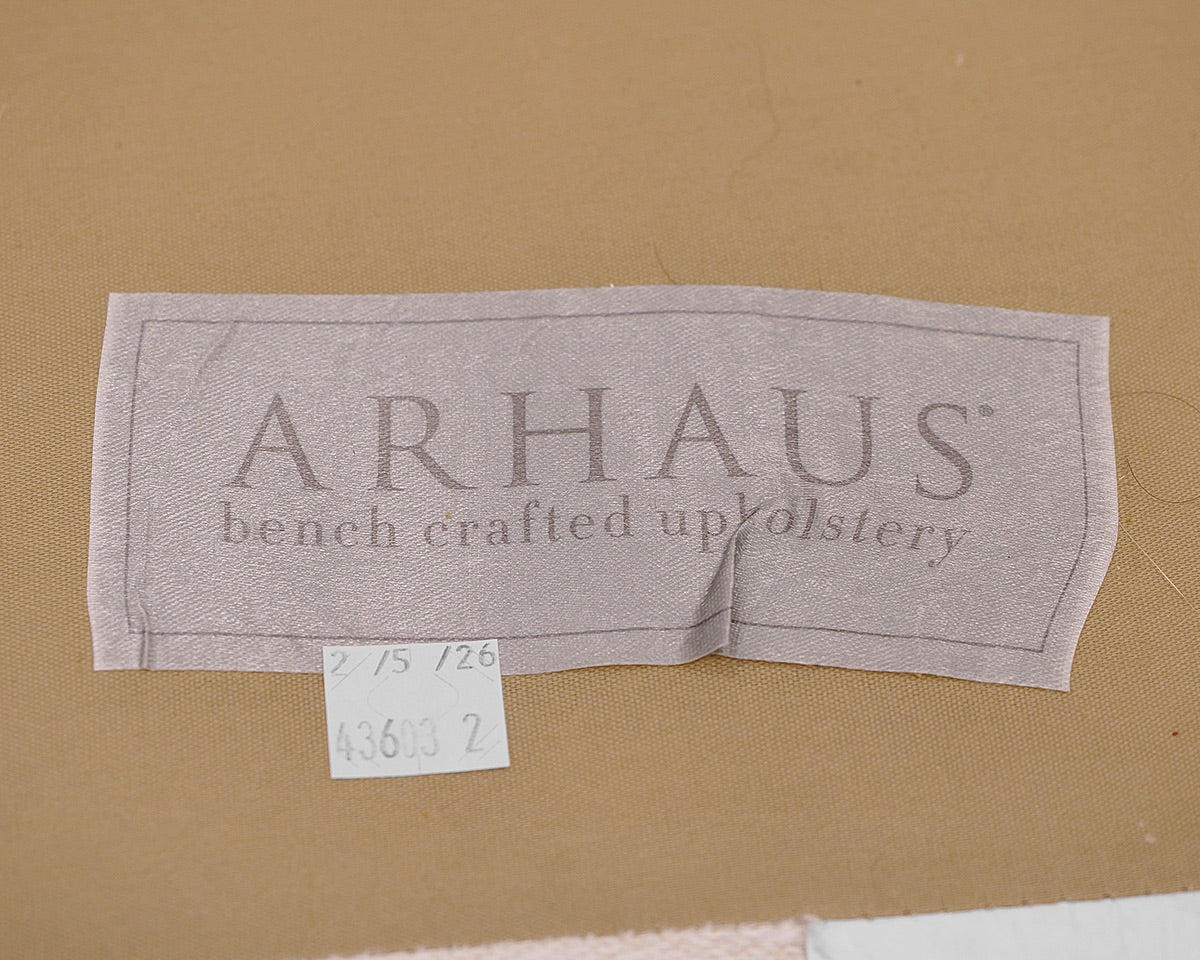 ARHAUS®
bench crafted upholstery
2 /5 /26
43603 2